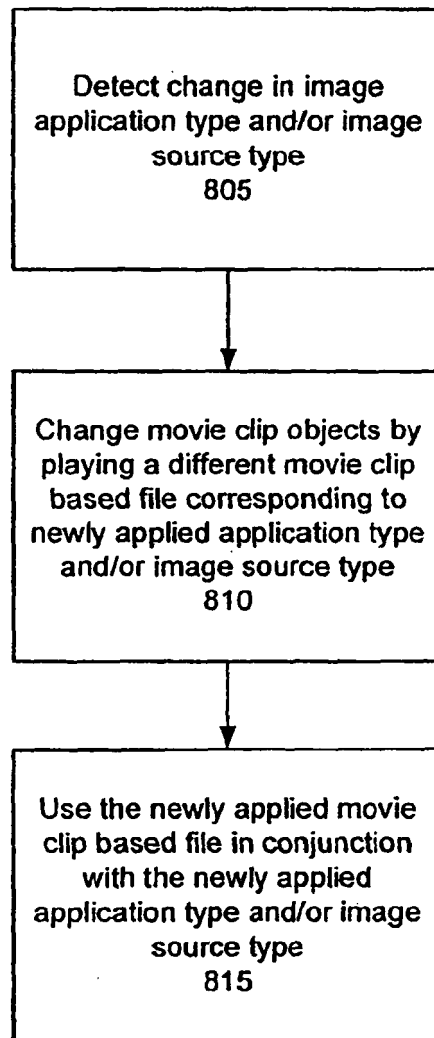 Detect change in image
application type and/or image
source type
805
Change movie clip objects by
playing a different movie clip
based file corresponding to
newly applied application type
and/or image source type
810
Use the newly applied movie
clip based file in conjunction
with the newly applied
application type and/or image
source type
815